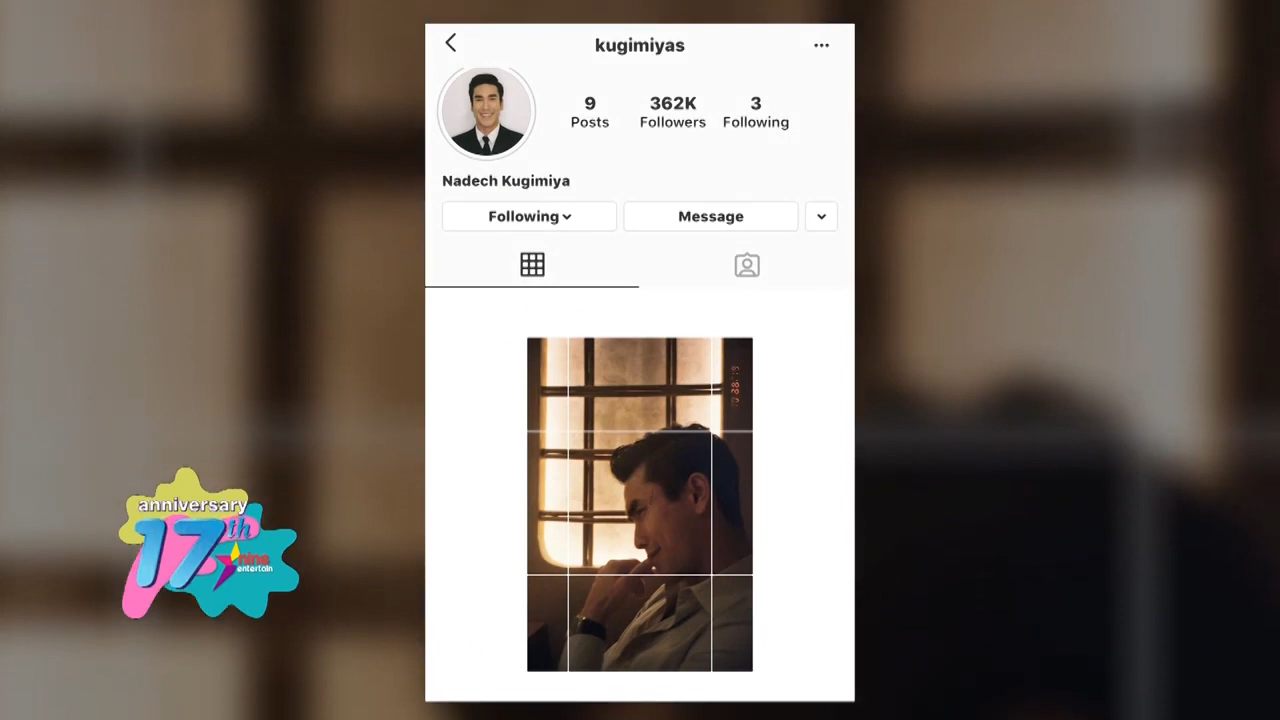 kugimiyas
9 362K 3
Posts Followers Following
Nadech Kugimiya
Following Message
anniversary
17th
nine
entertain